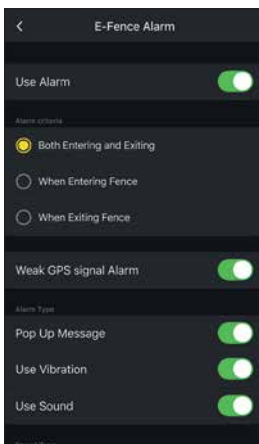 E-Fence Alarm
Use Alarm
Alarm criteria
Both Entering and Exiting
When Entering Fence
When Exiting Fence
Weak GPS signal Alarm
Alarm Type
Pop Up Message
Use Vibration
Use Sound